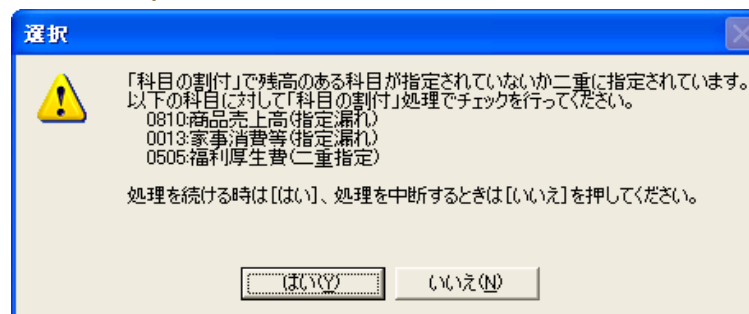 選択
「科目の割付」で残高のある科目が指定されていないか二重に指定されています。
以下の科目に対して「科目の割付」処理でチェックを行ってください。
0810:商品売上高(指定漏れ)
0013:家事消費等(指定漏れ)
0505:福利厚生費(二重指定)
処理を続ける時は[はい]、処理を中断するときは[いいえ]を押してください。
はい(Y)
いいえ(N)